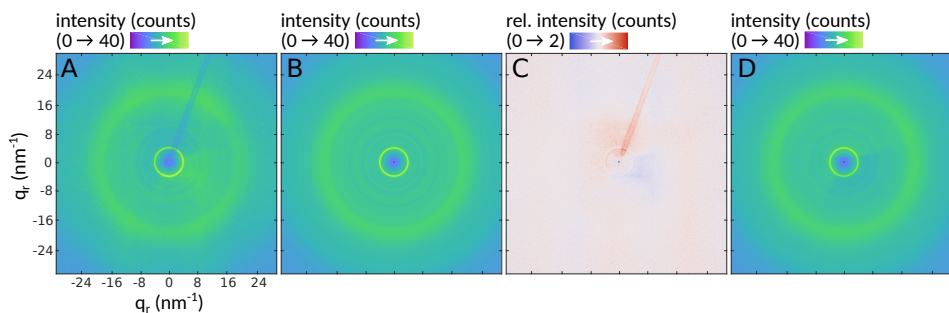 intensity (counts)
(0 → 40)
intensity (counts)
(0 → 40)
rel. intensity (counts)
(0 → 2)
intensity (counts)
(0 → 40)
A
B
C
D
24
16
8
0
-8
-16
-24
qr (nm-1)
-24 -16 -8 0 8 16 24
qr (nm-1)